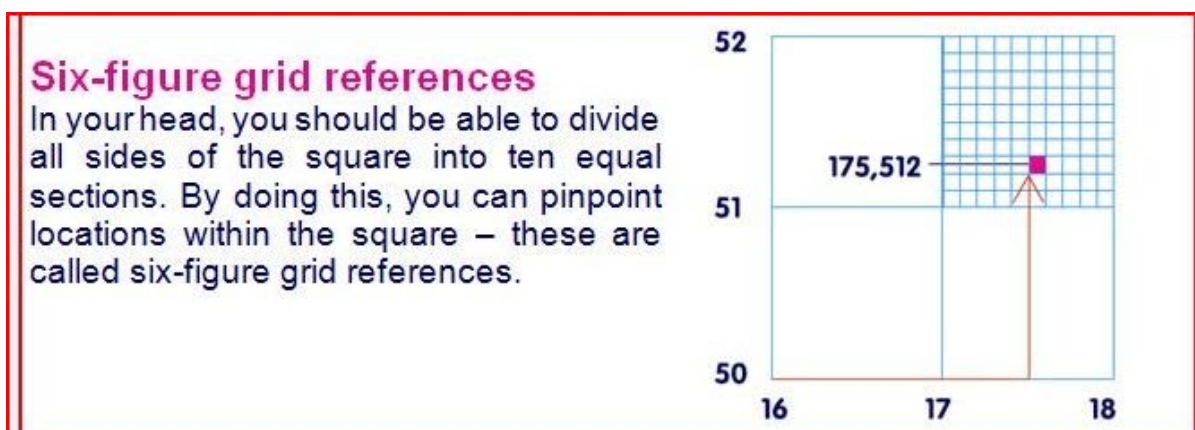 Six-figure grid references
In your head, you should be able to divide
all sides of the square into ten equal
sections. By doing this, you can pinpoint
locations within the square – these are
called six-figure grid references.
52
175,512
51
50
16 17 18